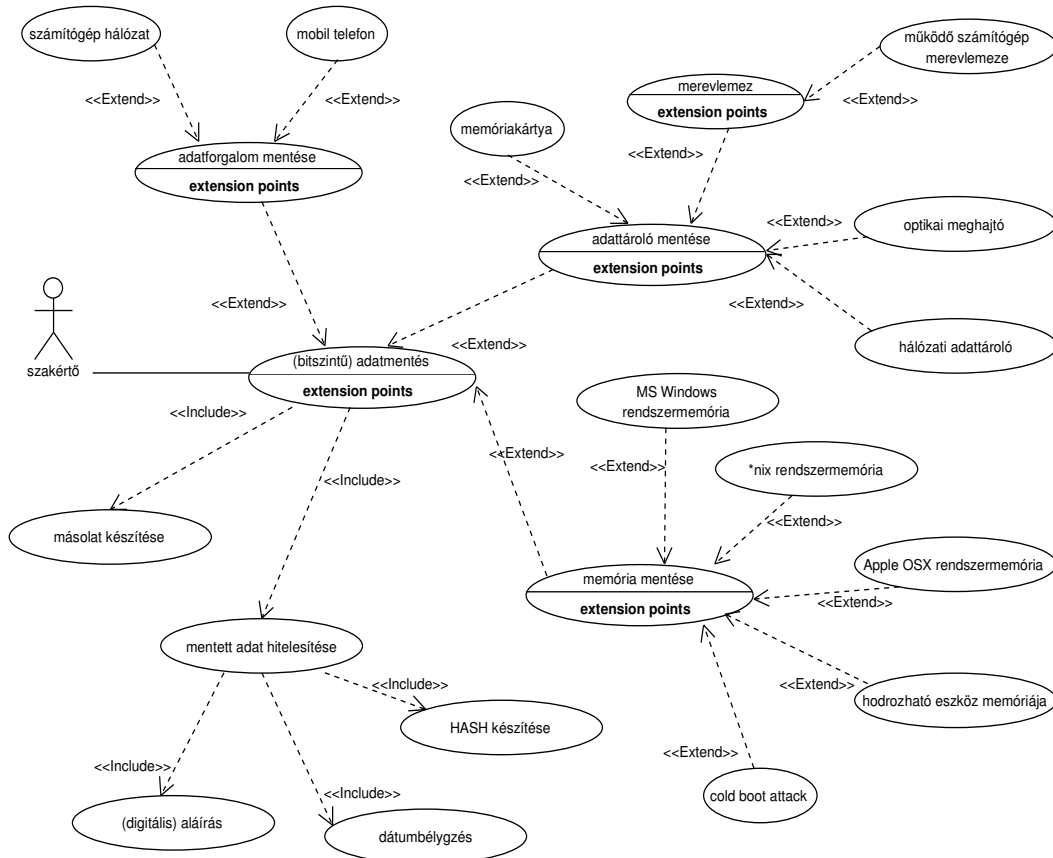 számítógép hálózat
mobil telefon
<<Extend>>
<<Extend>>
adatforgalom mentése
extension points
működő számítógép
merevlemeze
merevlemez
extension points
<<Extend>>
memóriakártya
<<Extend>>
<<Extend>>
adattároló mentése
extension points
<<Extend>>
optikai meghajtó
<<Extend>>
hálózati adattároló
<<Extend>>
<<Extend>>
szakértő
(bitszintű) adatmentés
extension points
<<Include>>
<<Include>>
<<Extend>>
MS Windows
rendszermemória
<<Extend>>
*nix rendszermemória
<<Extend>>
másolat készítése
memória mentése
extension points
Apple OSX rendszermemória
<<Extend>>
mentett adat hitelesítése
<<Include>>
HASH készítése
<<Extend>>
hodrozható eszköz memóriája
<<Extend>>
cold boot attack
<<Include>>
<<Include>>
(digitális) aláírás
dátumbélygzés